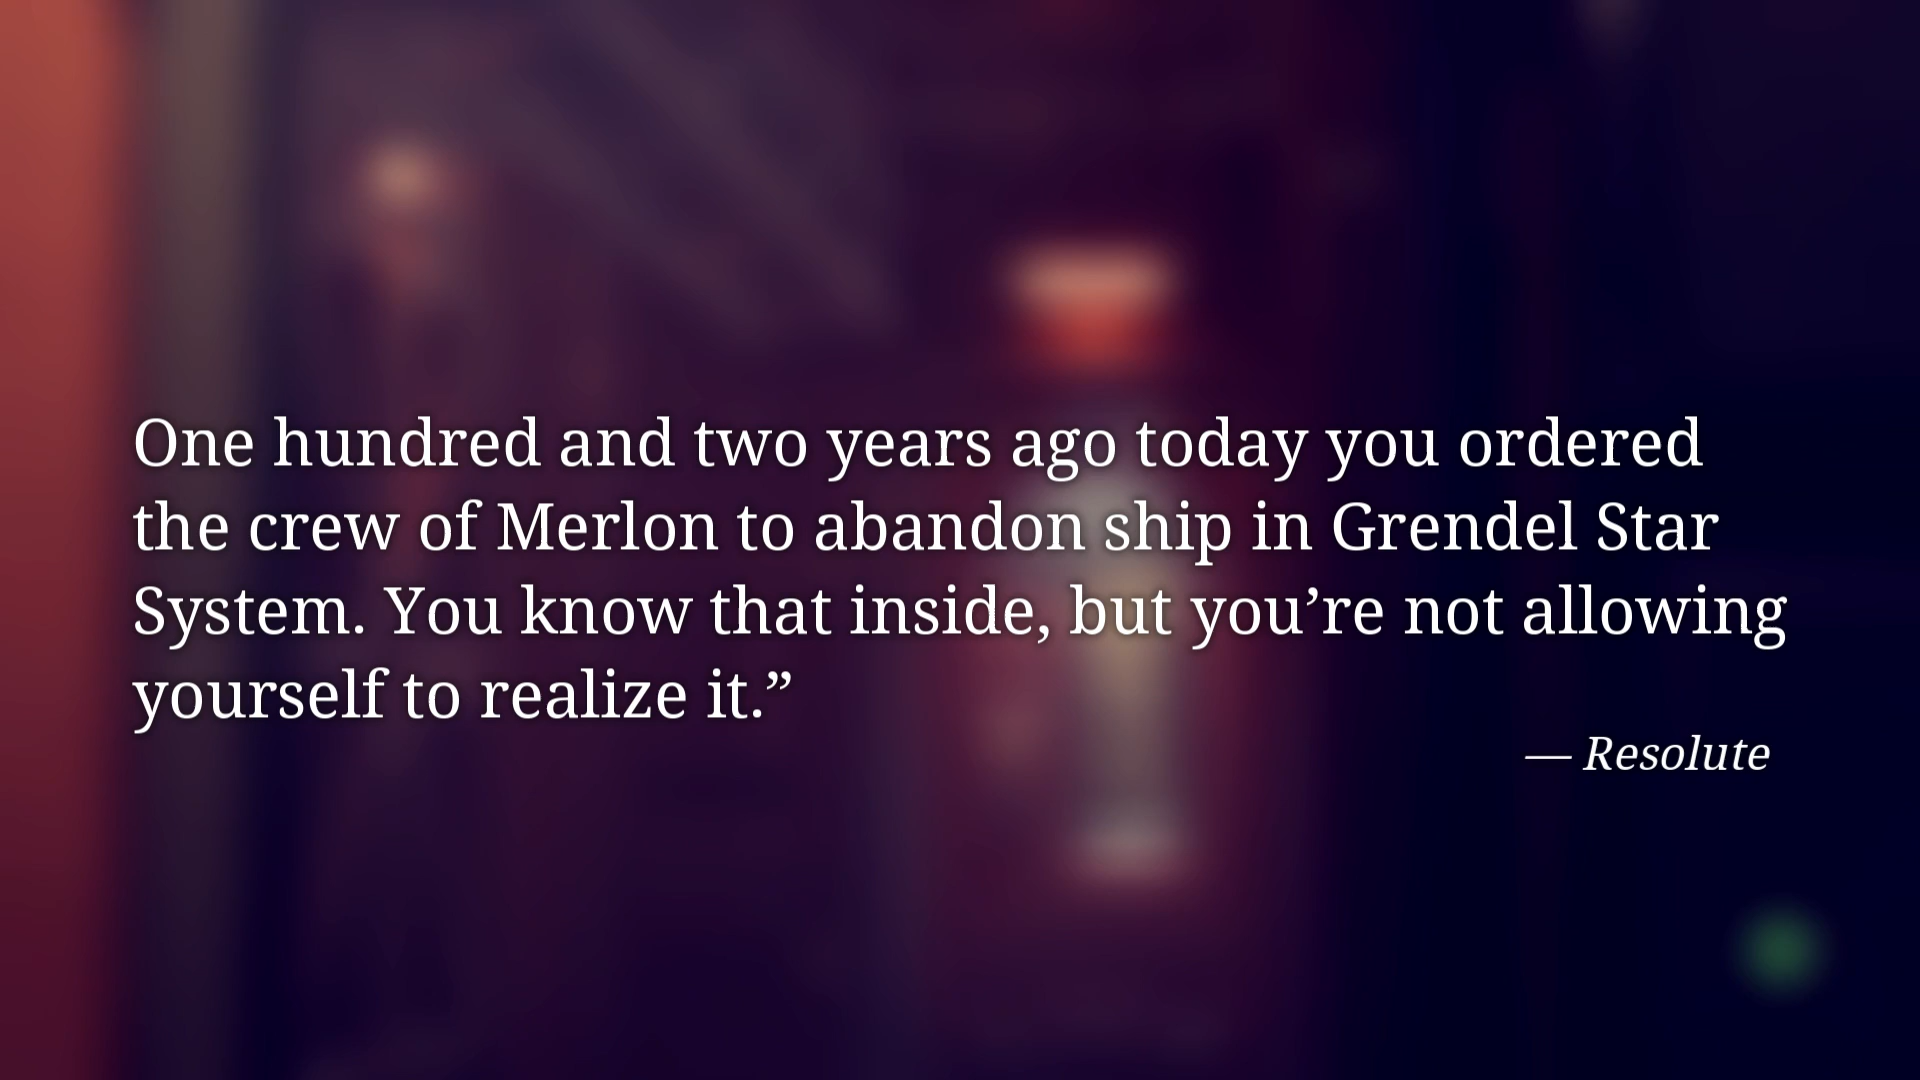 One hundred and two years ago today you ordered
the crew of Merlon to abandon ship in Grendel Star
System. You know that inside, but you’re not allowing
yourself to realize it.”
— Resolute